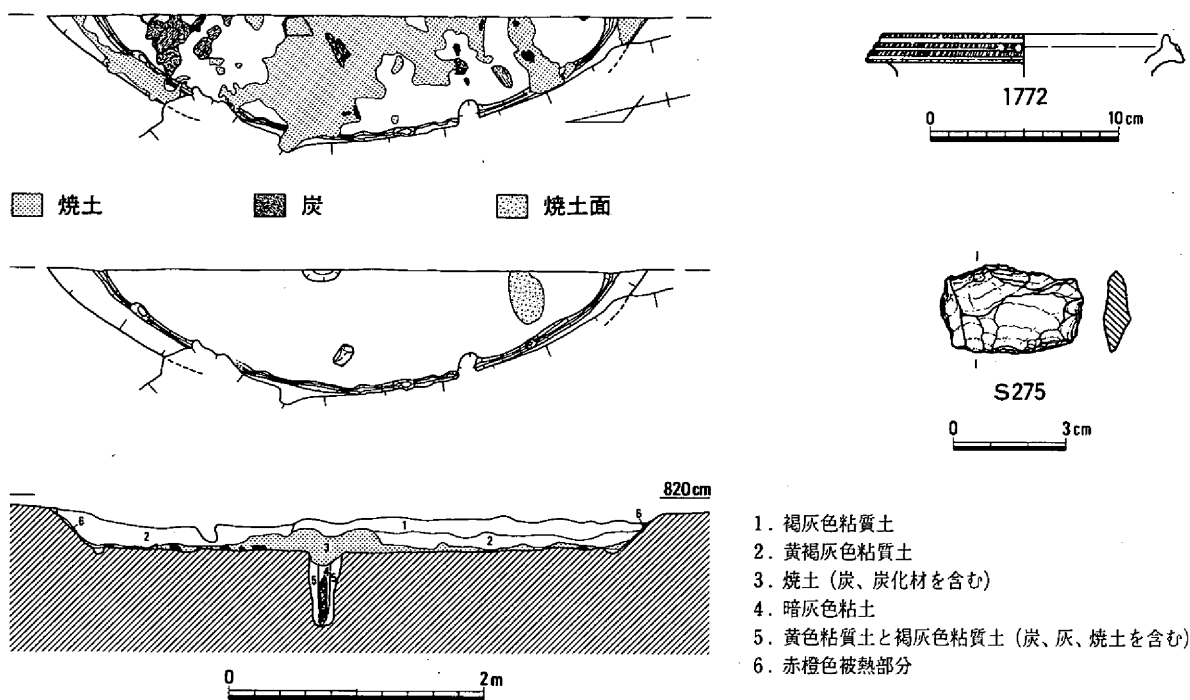 1772
0 10cm
焼土 炭 焼土面
S275
0 3cm
820cm
6 1 6
2 3 2
5 4 5
0 2m
1. 褐灰色粘質土
2. 黄褐灰色粘質土
3. 焼土(炭、炭化材を含む)
4. 暗灰色粘土
5. 黄色粘質土と褐灰色粘質土(炭、灰、焼土を含む)
6. 赤橙色被熱部分